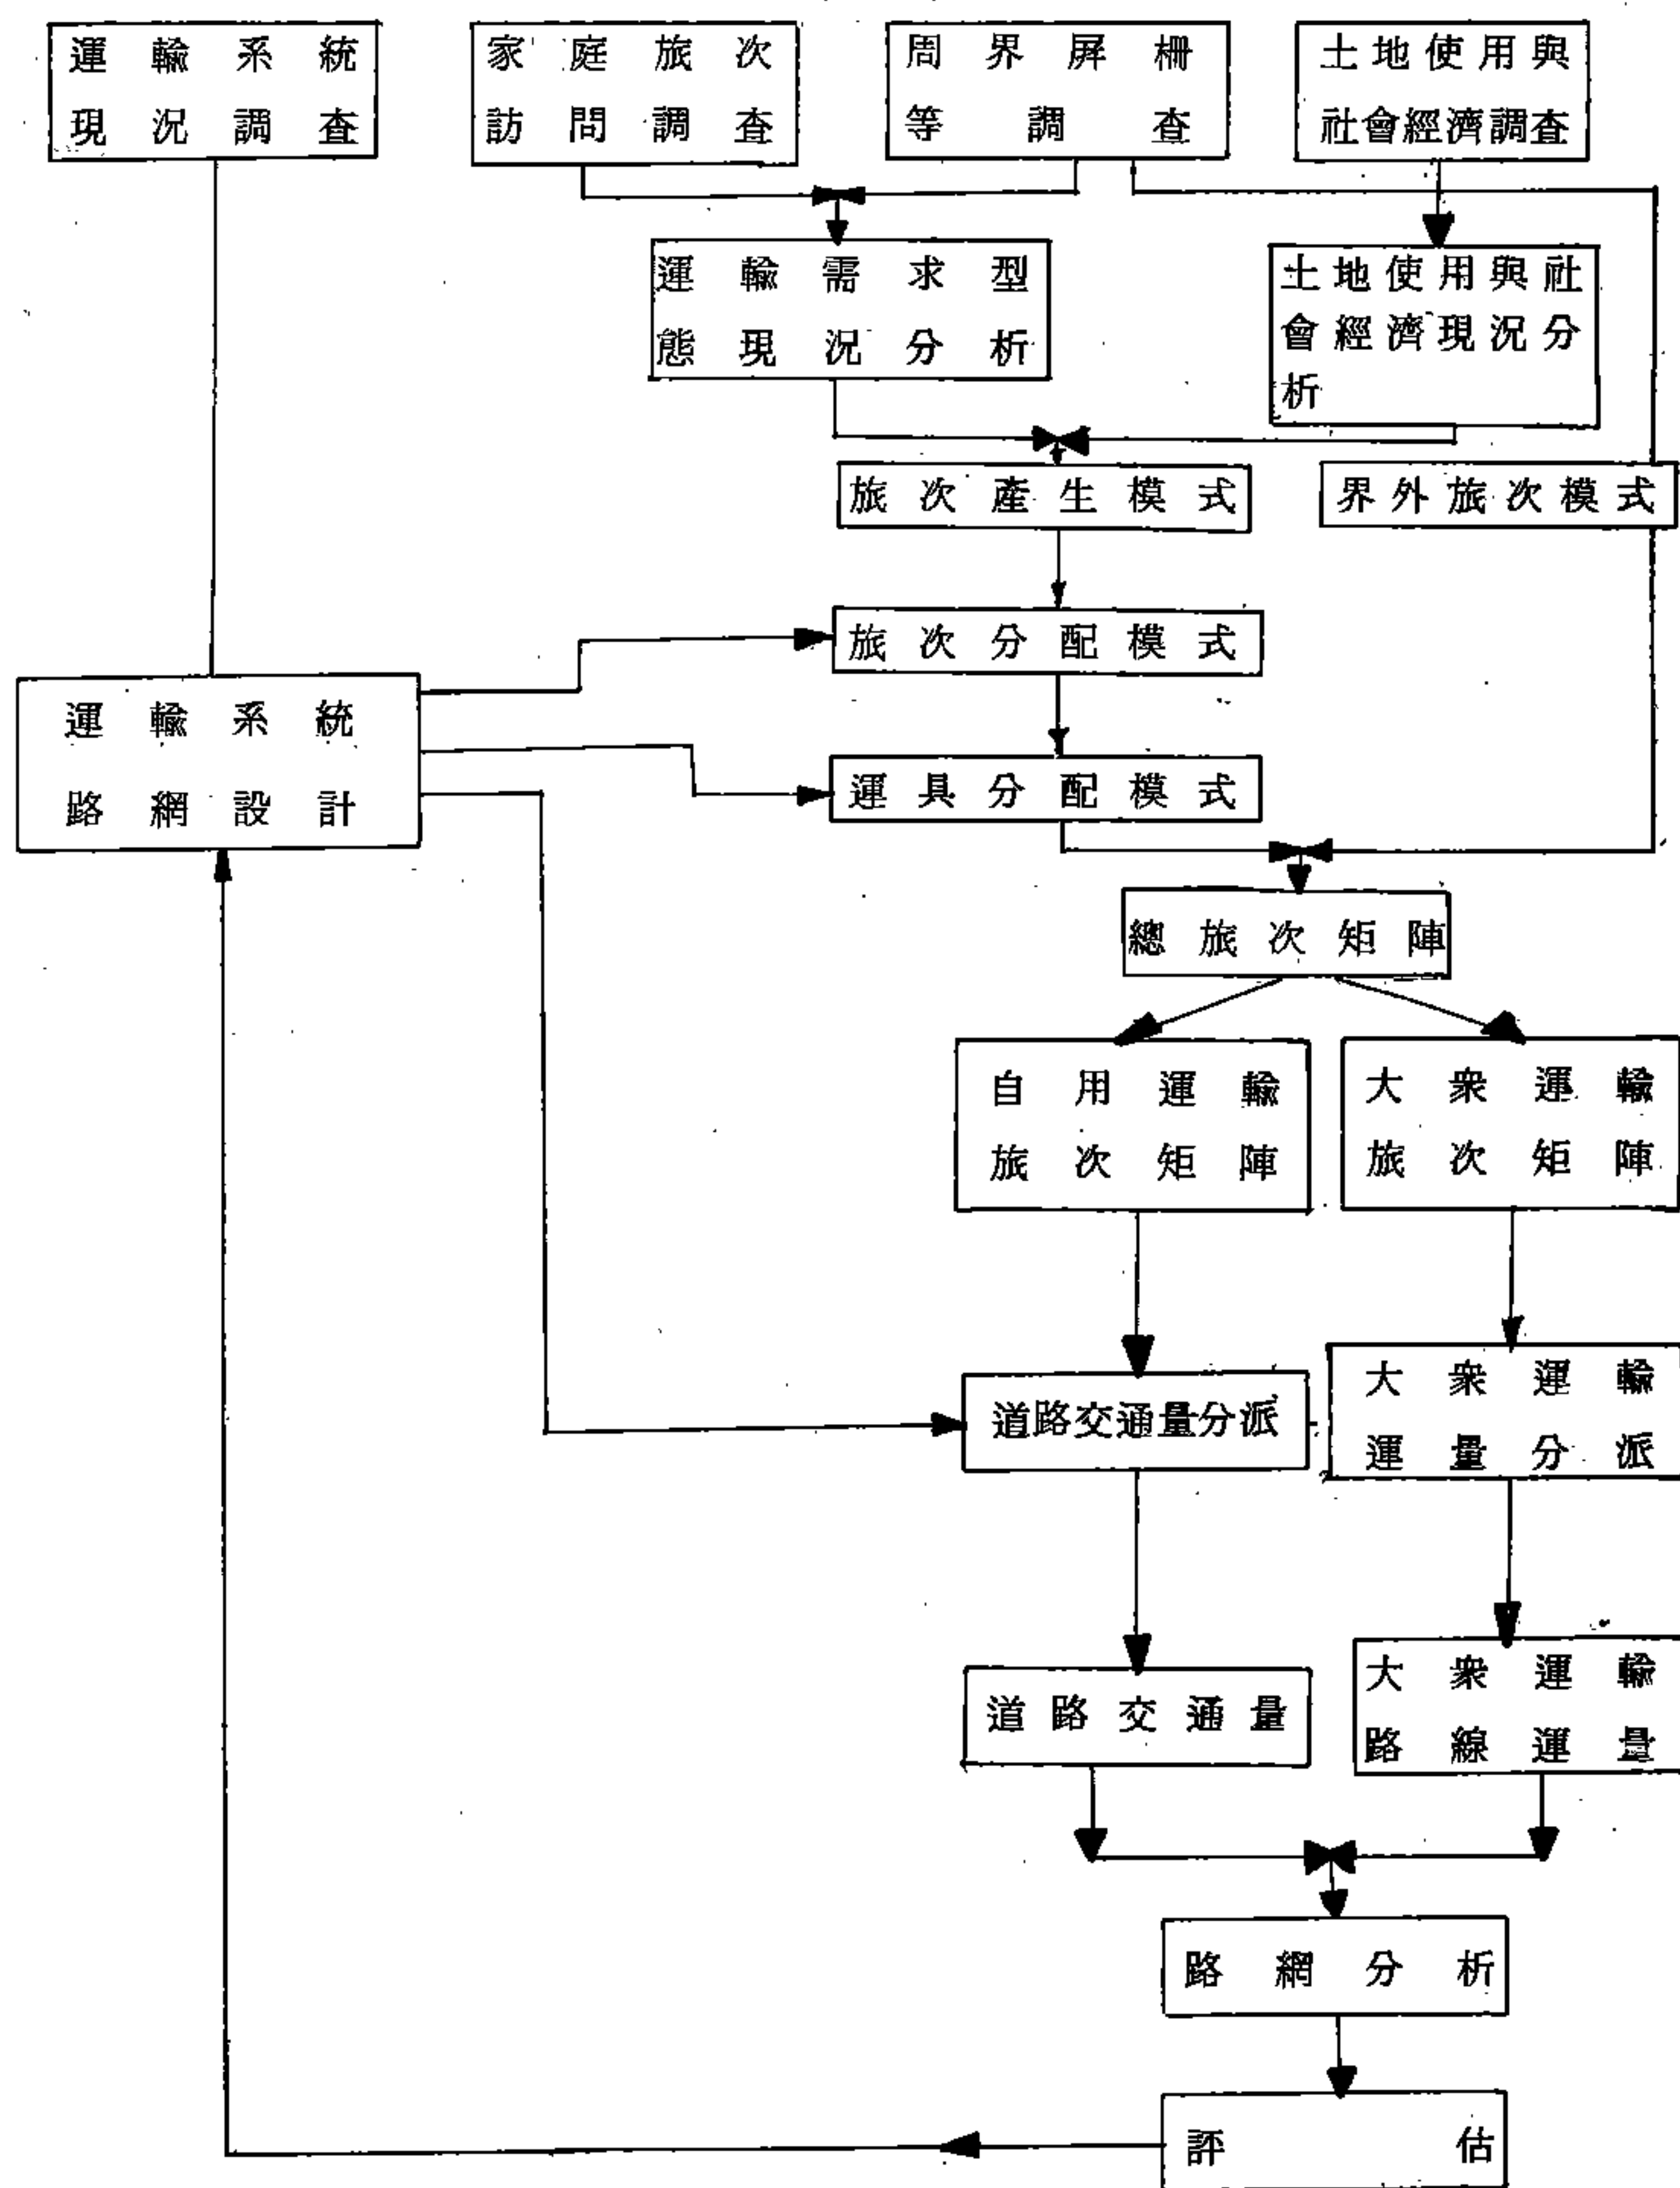 運輸系統
現況調查
家庭旅次
訪問調查
周界屏柵
等調查
土地使用與
社會經濟調查
運輸需求型
態現況分析
土地使用與社
會經濟現況分
析
旅次產生模式
界外旅次模式
旅次分配模式
運輸系統
路網設計
運具分配模式
總旅次矩陣
自用運輸
旅次矩陣
大衆運輸
旅次矩陣
道路交通量分派
大衆運輸
運量分派
道路交通量
大衆運輸
路線運量
路網分析
評估